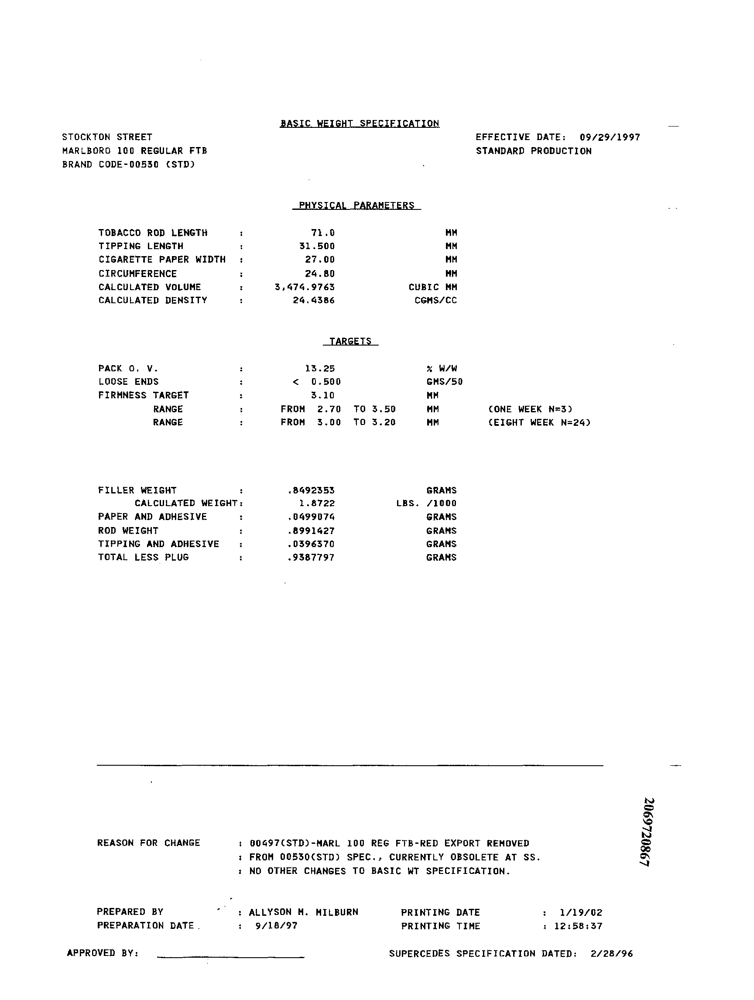 BASIC WEIGHT SPECIFICATION
STOCKTON STREET EFFECTIVE DATE: 09/29/1997
MARLBORO 100 REGULAR FTB STANDARD PRODUCTION
BRAND CODE-00530 (STD)
PHYSICAL PARAMETERS
TOBACCO ROD LENGTH : 71.0 MM
TIPPING LENGTH : 31.500 MM
CIGARETTE PAPER WIDTH : 27.00 MM
CIRCUMFERENCE : 24.80 MM
CALCULATED VOLUME : 3,474.9763 CUBIC MM
CALCULATED DENSITY : 24.4386 CGMS/CC
TARGETS
PACK O. V. : 13.25 % W/W
LOOSE ENDS : < 0.500 GMS/50
FIRMNESS TARGET : 3.10 MM
RANGE : FROM 2.70 TO 3.50 MM (ONE WEEK N=3)
RANGE : FROM 3.00 TO 3.20 MM (EIGHT WEEK N=24)
FILLER WEIGHT : .8492353 GRAMS
CALCULATED WEIGHT: 1.8722 LBS. /1000
PAPER AND ADHESIVE : .0499074 GRAMS
ROD WEIGHT : .8991427 GRAMS
TIPPING AND ADHESIVE : .0396370 GRAMS
TOTAL LESS PLUG : .9387797 GRAMS
2069720867
REASON FOR CHANGE : 00497(STD)-MARL 100 REG FTB-RED EXPORT REMOVED
: FROM 00530(STD) SPEC., CURRENTLY OBSOLETE AT SS.
: NO OTHER CHANGES TO BASIC WT SPECIFICATION.
PREPARED BY : ALLYSON M. MILBURN PRINTING DATE : 1/19/02
PREPARATION DATE : 9/18/97 PRINTING TIME : 12:58:37
APPROVED BY: SUPERCEDES SPECIFICATION DATED: 2/28/96